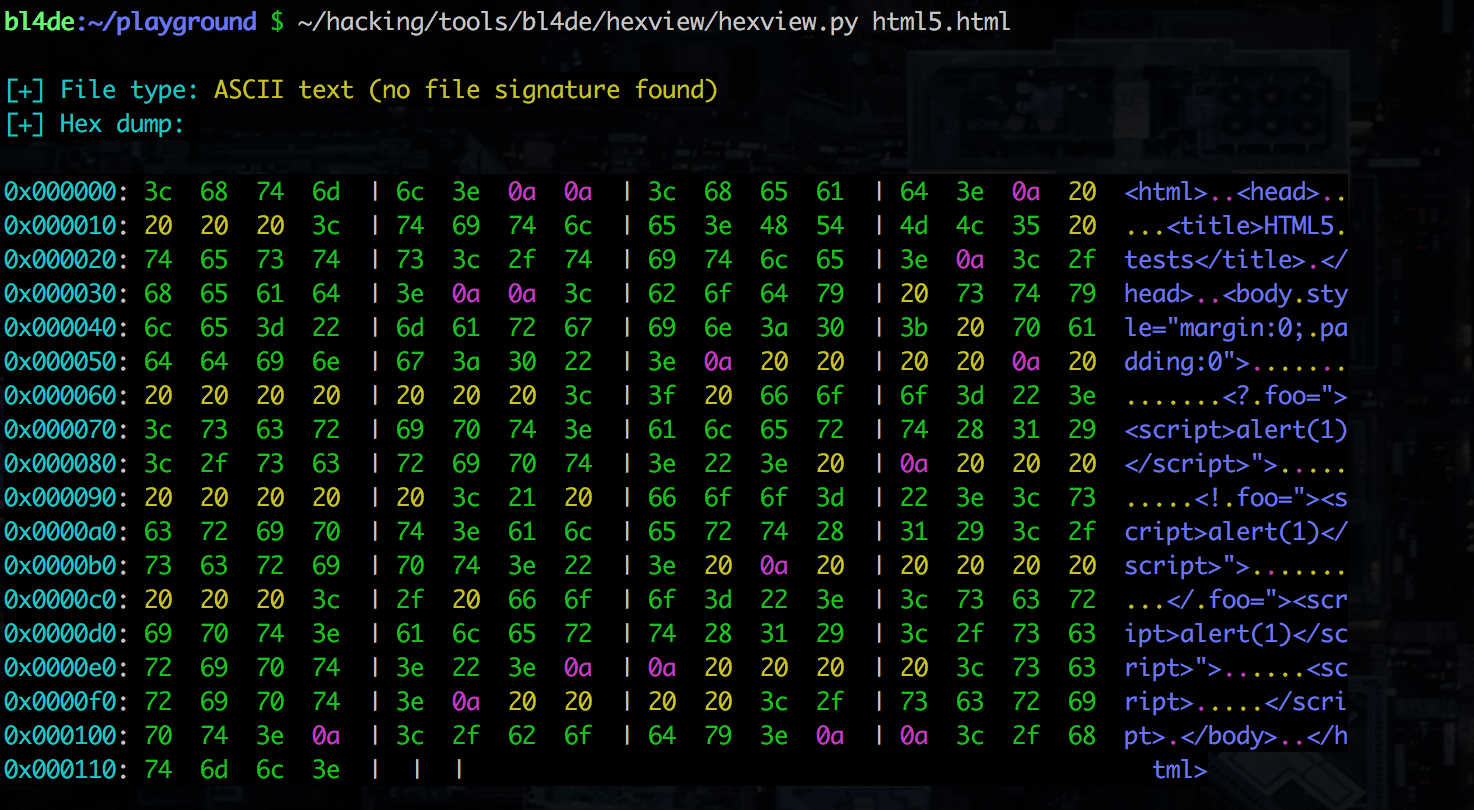 bl4de:~/playground $ ~/hacking/tools/bl4de/hexview/hexview.py html5.html
[+] File type: ASCII text (no file signature found)
[+] Hex dump:
0x000000: 3c 68 74 6d | 6c 3e 0a 0a | 3c 68 65 61 | 64 3e 0a 20 <html>..<head>..
0x000010: 20 20 20 3c | 74 69 74 6c | 65 3e 48 54 | 4d 4c 35 20 ...<title>HTML5.
0x000020: 74 65 73 74 | 73 3c 2f 74 | 69 74 6c 65 | 3e 0a 3c 2f tests</title>.</
0x000030: 68 65 61 64 | 3e 0a 0a 3c | 62 6f 64 79 | 20 73 74 79 head>..<body.sty
0x000040: 6c 65 3d 22 | 6d 61 72 67 | 69 6e 3a 30 | 3b 20 70 61 le="margin:0;.pa
0x000050: 64 64 69 6e | 67 3a 30 22 | 3e 0a 20 20 | 20 20 0a 20 dding:0">.......
0x000060: 20 20 20 20 | 20 20 20 3c | 3f 20 66 6f | 6f 3d 22 3e .......<?.foo=">
0x000070: 3c 73 63 72 | 69 70 74 3e | 61 6c 65 72 | 74 28 31 29 <script>alert(1)
0x000080: 3c 2f 73 63 | 72 69 70 74 | 3e 22 3e 20 | 0a 20 20 20 </script>">.....
0x000090: 20 20 20 20 | 20 3c 21 20 | 66 6f 6f 3d | 22 3e 3c 73 .....<!.foo="><s
0x0000a0: 63 72 69 70 | 74 3e 61 6c | 65 72 74 28 | 31 29 3c 2f cript>alert(1)</
0x0000b0: 73 63 72 69 | 70 74 3e 22 | 3e 20 0a 20 | 20 20 20 20 script>">.......
0x0000c0: 20 20 20 3c | 2f 20 66 6f | 6f 3d 22 3e | 3c 73 63 72 ...</.foo="><scr
0x0000d0: 69 70 74 3e | 61 6c 65 72 | 74 28 31 29 | 3c 2f 73 63 ipt>alert(1)</sc
0x0000e0: 72 69 70 74 | 3e 22 3e 0a | 0a 20 20 20 | 20 3c 73 63 ript>">......<sc
0x0000f0: 72 69 70 74 | 3e 0a 20 20 | 20 20 3c 2f | 73 63 72 69 ript>.....</scri
0x000100: 70 74 3e 0a | 3c 2f 62 6f | 64 79 3e 0a | 0a 3c 2f 68 pt>.</body>..</h
0x000110: 74 6d 6c 3e | | | tml>